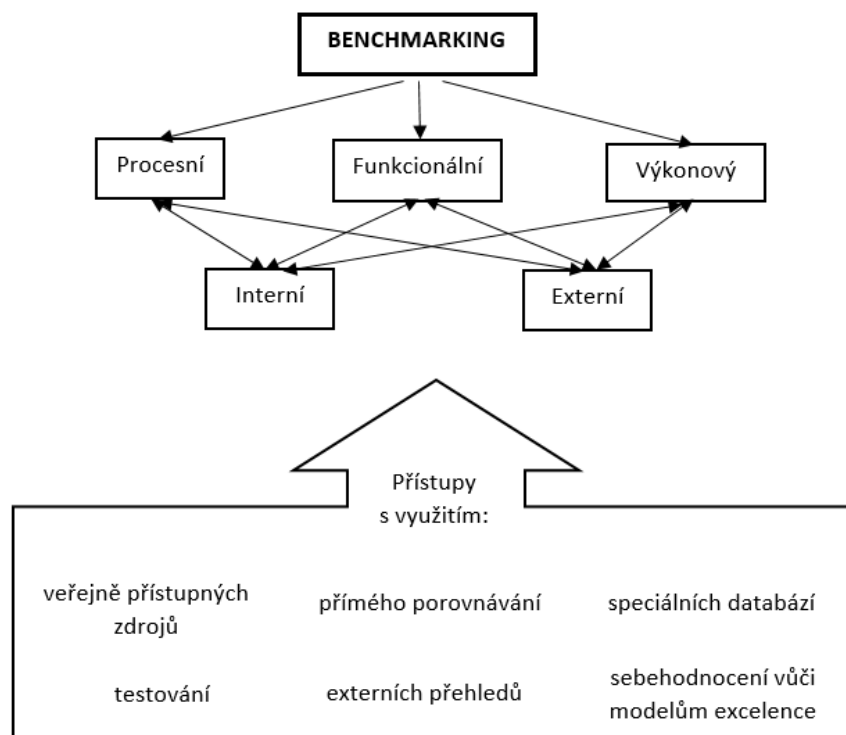 BENCHMARKING
Procesní
Funkcionální
Výkonový
Interní
Externí
Přístupy
s využitím:
veřejně přístupných
zdrojů
přímého porovnávání
speciálních databází
testování
externích přehledů
sebehodnocení vůči
modelům excelence